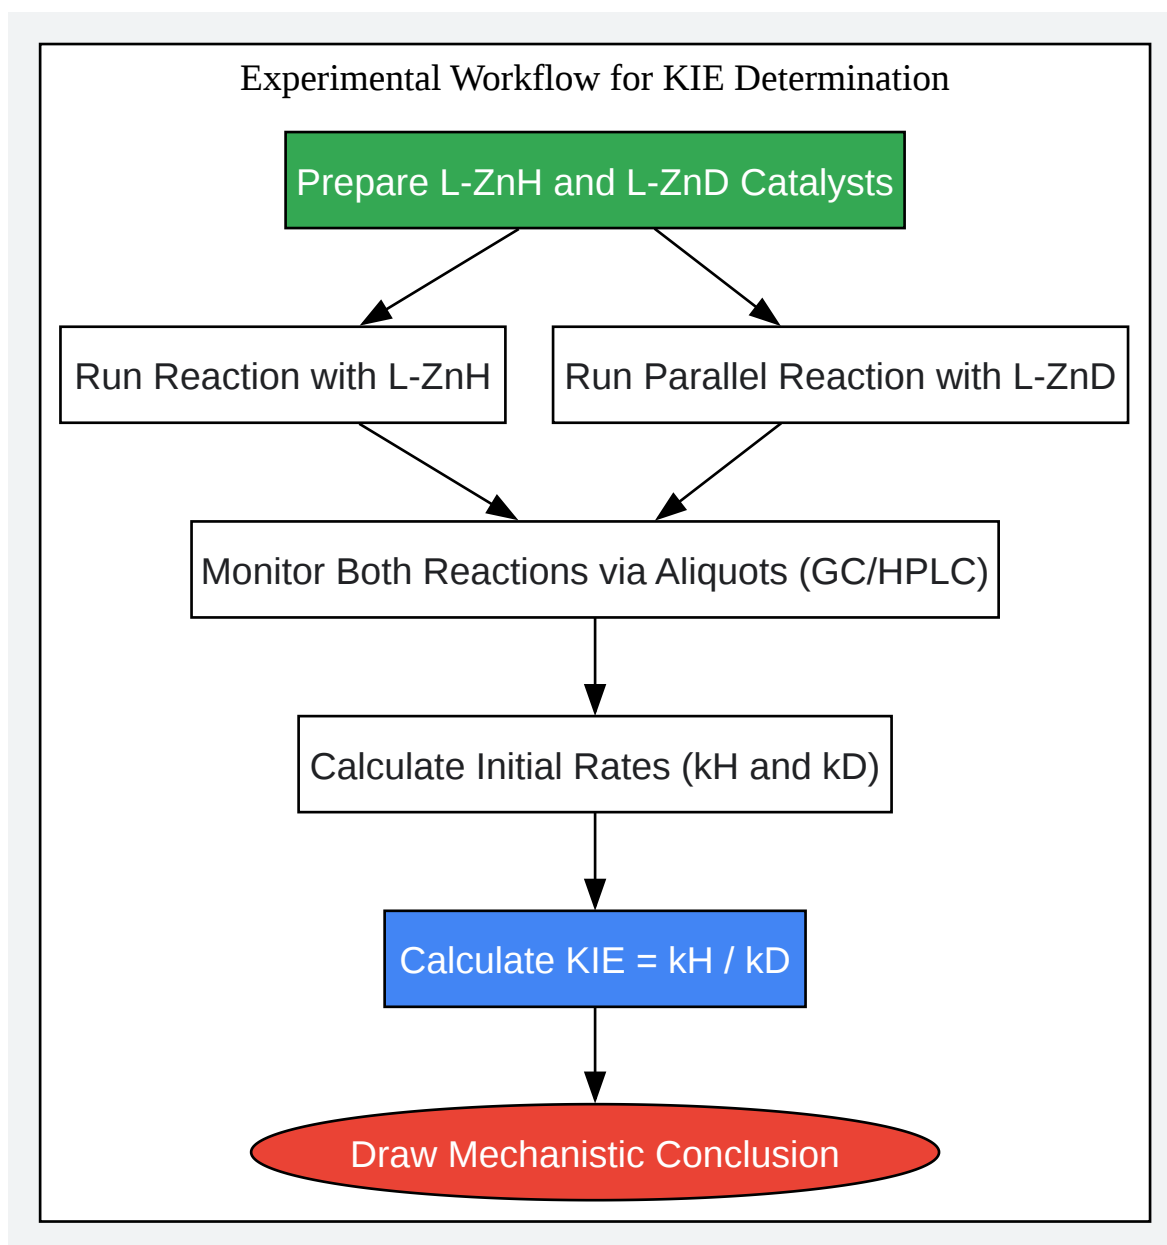 Experimental Workflow for KIE Determination
Prepare L-ZnH and L-ZnD Catalysts
Run Reaction with L-ZnH
Run Parallel Reaction with L-ZnD
Monitor Both Reactions via Aliquots (GC/HPLC)
Calculate Initial Rates (kH and kD)
Calculate KIE = kH / kD
Draw Mechanistic Conclusion